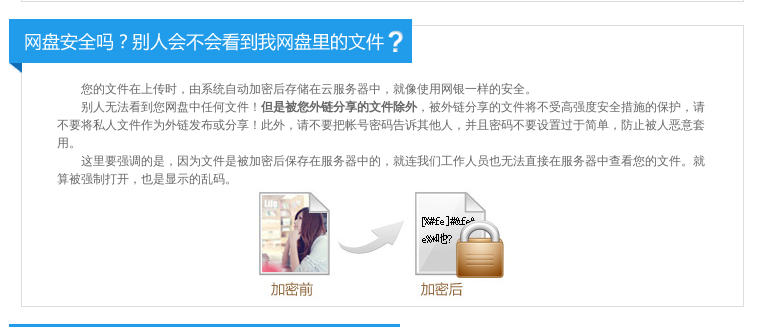 网盘安全吗？别人会不会看到我网盘里的文件？
您的文件在上传时，由系统自动加密后存储在云服务器中，就像使用网银一样的安全。
别人无法看到您网盘中任何文件！但是被您外链分享的文件除外，被外链分享的文件将不受高强度安全措施的保护，请
不要将私人文件作为外链发布或分享！此外，请不要把帐号密码告诉其他人，并且密码不要设置过于简单，防止被人恶意套
用。
这里要强调的是，因为文件是被加密后保存在服务器中的，就连我们工作人员也无法直接在服务器中查看您的文件。就
算被强制打开，也是显示的乱码。
Life
[%#fe]#%fe^
加密前
加密后